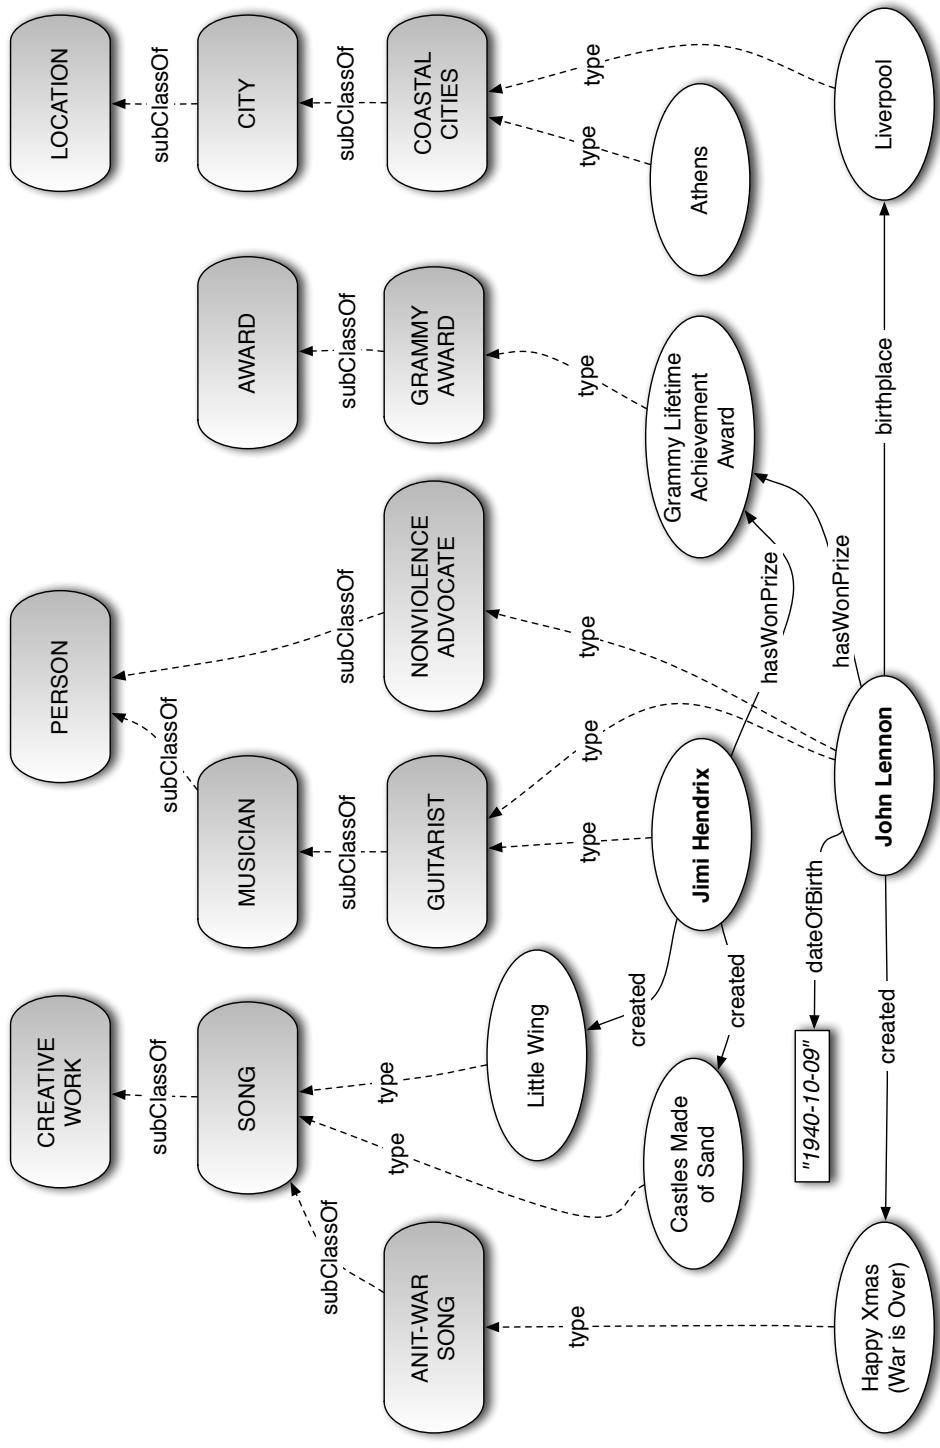 CREATIVE
WORK
PERSON
LOCATION
subClassOf
subClassOf
subClassOf
SONG
MUSICIAN
AWARD
CITY
subClassOf
subClassOf
subClassOf
subClassOf
subClassOf
ANIT-WAR
SONG
GUITARIST
NONVIOLENCE
ADVOCATE
GRAMMY
AWARD
COASTAL
CITIES
type
type
type
type
type
type
type
type
type
Little Wing
created
Castles Made
of Sand
created
Jimi Hendrix
hasWonPrize
Grammy Lifetime
Achievement
Award
Athens
"1940-10-09"
dateOfBirth
hasWonPrize
Happy Xmas
(War is Over)
created
John Lennon
birthplace
Liverpool